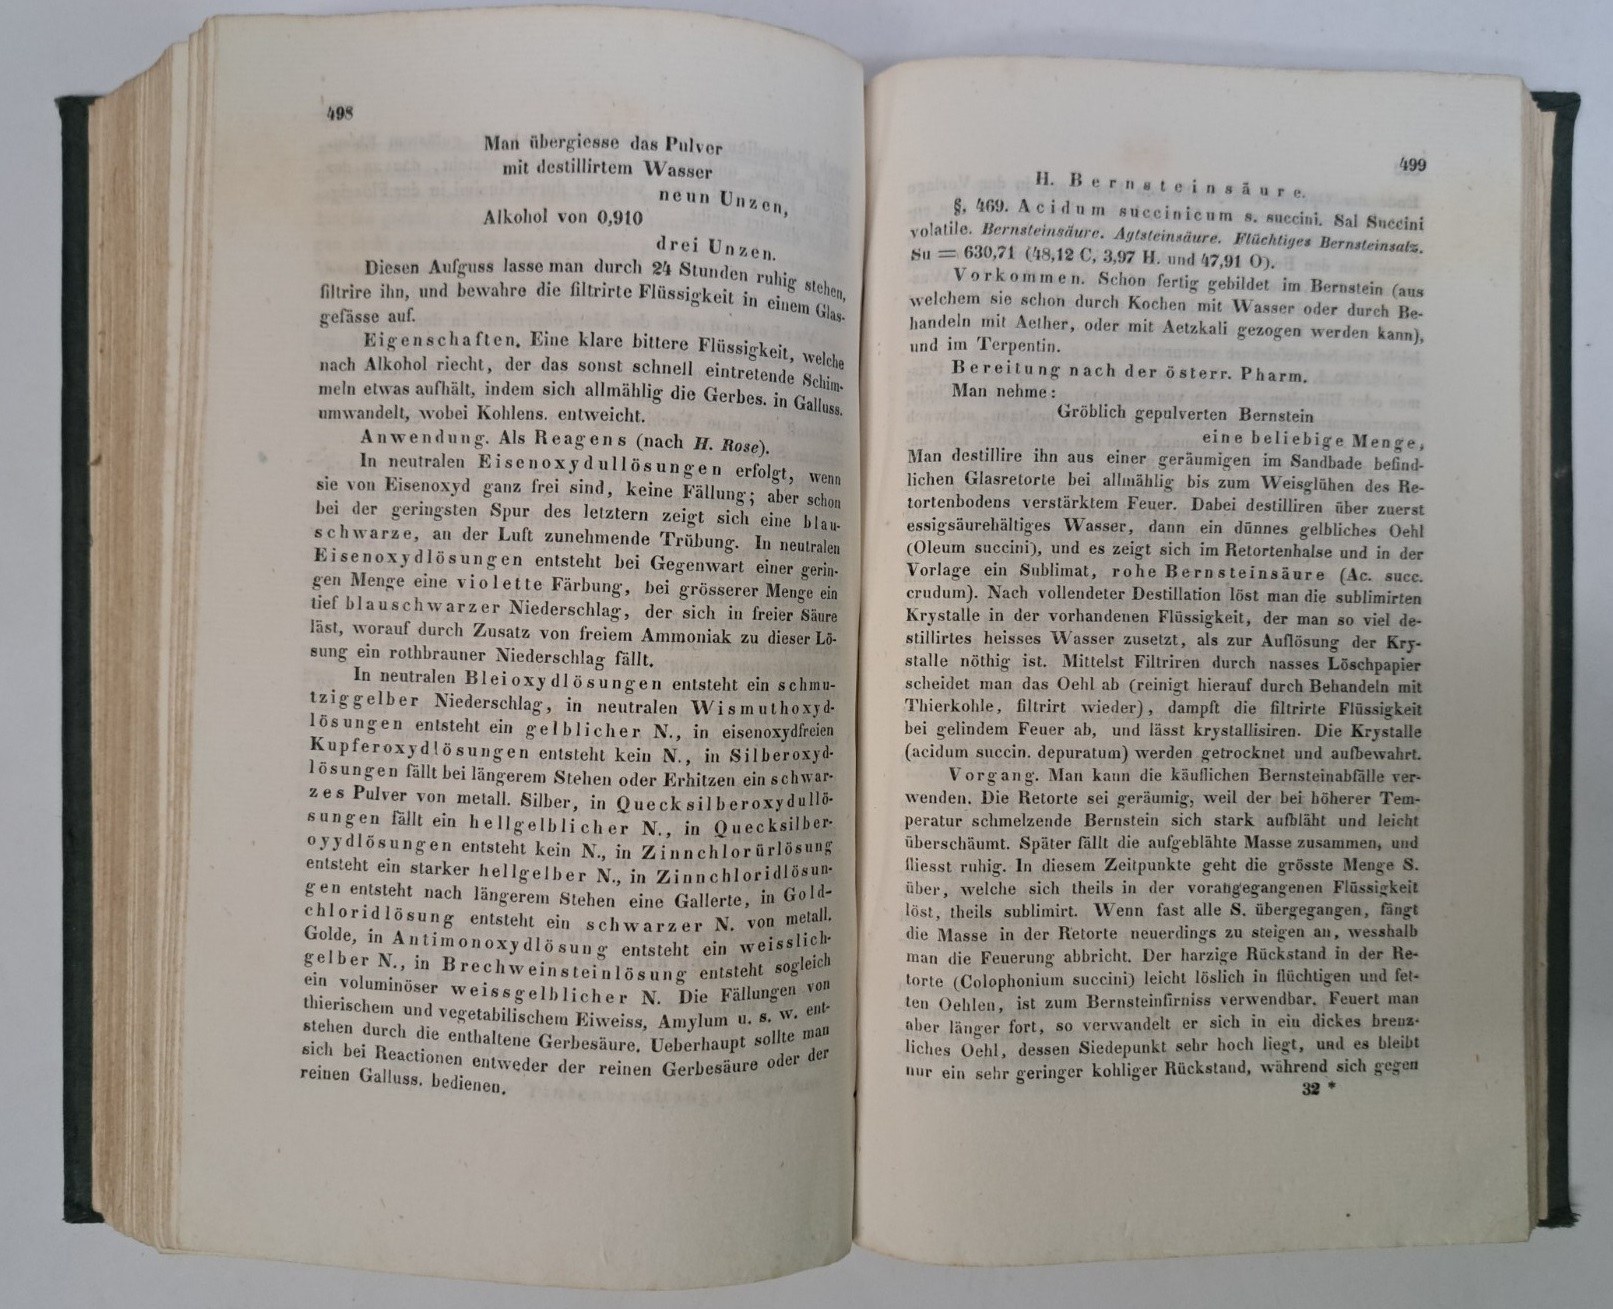 498
Man übergiesse das Pulver
mit destillirtem Wasser
neun Unzen,
Alkohol von 0,910
drei Unzen.
Diesen Aufguss lasse man durch 24 Stunden ruhig stehen,
filtrire ihn, und bewahre die filtrirte Flüssigkeit in einem Glas-
gefässe auf.
Eigenschaften. Eine klare bittere Flüssigkeit, welche
nach Alkohol riecht, der das sonst schnell eintretende Schim-
meln etwas aufhält, indem sich allmählig die Gerbes. in Galluss.
umwandelt, wobei Kohlens. entweicht.
Anwendung. Als Reagens (nach H. Rose).
In neutralen Eisenoxydullösungen erfolgt, wenn
sie von Eisenoxyd ganz frei sind, keine Fällung; aber schon
bei der geringsten Spur des letztern zeigt sich eine blau-
schwarze, an der Luft zunehmende Trübung. In neutralen
Eisenoxydlösungen entsteht bei Gegenwart einer gerin-
gen Menge eine violette Färbung, bei grösserer Menge ein
tief blauschwarzer Niederschlag, der sich in freier Säure
läst, worauf durch Zusatz von freiem Ammoniak zu dieser Lö-
sung ein rothbrauner Niederschlag fällt.
In neutralen Bleioxydlösungen entsteht ein schmu-
tziggelber Niederschlag, in neutralen Wismuthoxyd-
lösungen entsteht ein gelblicher N., in eisenoxydfreien
Kupferoxydlösungen entsteht kein N., in Silberoxyd-
lösungen fällt bei längerem Stehen oder Erhitzen ein schwar-
zes Pulver von metall. Silber, in Quecksilberoxydullö-
sungen fällt ein hellgelblicher N., in Quecksilber-
oyydlösungen entsteht kein N., in Zinnchlorürlösung
entsteht ein starker hellgelber N., in Zinnchloridlösun-
gen entsteht nach längerem Stehen eine Gallerte, in Gold-
chloridlösung entsteht ein schwarzer N. von metall.
Golde, in Antimonoxydlösung entsteht ein weisslich-
gelber N., in Brechweinsteinlösung entsteht sogleich
ein voluminöser weissgelblicher N. Die Fällungen von
thierischem und vegetabilischem Eiweiss, Amylum u. s. w. ent-
stehen durch die enthaltene Gerbesäure. Ueberhaupt sollte man
sich bei Reactionen entweder der reinen Gerbesäure oder der
reinen Galluss. bedienen.
499
H. Bernsteinsäure.
§. 469. Acidum succinicum s. succini. Sal Succini
volatile. Bernsteinsäure. Agtsteinsäure. Flüchtiges Bernsteinsalz.
Su = 630,71 (48,12 C, 3,97 H. und 47,91 O).
Vorkommen. Schon fertig gebildet im Bernstein (aus
welchem sie schon durch Kochen mit Wasser oder durch Be-
handeln mit Aether, oder mit Aetzkali gezogen werden kann),
und im Terpentin.
Bereitung nach der österr. Pharm.
Man nehme:
Gröblich gepulverten Bernstein
eine beliebige Menge,
Man destillire ihn aus einer geräumigen im Sandbade befind-
lichen Glasretorte bei allmählig bis zum Weisglühen des Re-
tortenbodens verstärktem Feuer. Dabei destilliren über zuerst
essigsäurehältiges Wasser, dann ein dünnes gelbliches Oehl
(Oleum succini), und es zeigt sich im Retortenhalse und in der
Vorlage ein Sublimat, rohe Bernsteinsäure (Ac. succ.
crudum). Nach vollendeter Destillation löst man die sublimirten
Krystalle in der vorhandenen Flüssigkeit, der man so viel de-
stillirtes heisses Wasser zusetzt, als zur Auflösung der Kry-
stalle nöthig ist. Mittelst Filtriren durch nasses Löschpapier
scheidet man das Oehl ab (reinigt hierauf durch Behandeln mit
Thierkohle, filtrirt wieder), dampft die filtrirte Flüssigkeit
bei gelindem Feuer ab, und lässt krystallisiren. Die Krystalle
(acidum succin. depuratum) werden getrocknet und aufbewahrt.
Vorgang. Man kann die käuflichen Bernsteinabfälle ver-
wenden. Die Retorte sei geräumig, weil der bei höherer Tem-
peratur schmelzende Bernstein sich stark aufbläht und leicht
überschäumt. Später fällt die aufgeblähte Masse zusammen, und
fliesst ruhig. In diesem Zeitpunkte geht die grösste Menge S.
über, welche sich theils in der vorangegangenen Flüssigkeit
löst, theils sublimirt. Wenn fast alle S. übergegangen, fängt
die Masse in der Retorte neuerdings zu steigen an, wesshalb
man die Feuerung abbricht. Der harzige Rückstand in der Re-
torte (Colophonium succini) leicht löslich in flüchtigen und fet-
ten Oehlen, ist zum Bernsteinfirniss verwendbar. Feuert man
aber länger fort, so verwandelt er sich in ein dickes brenz-
liches Oehl, dessen Siedepunkt sehr hoch liegt, und es bleibt
nur ein sehr geringer kohliger Rückstand, während sich gegen
32 *